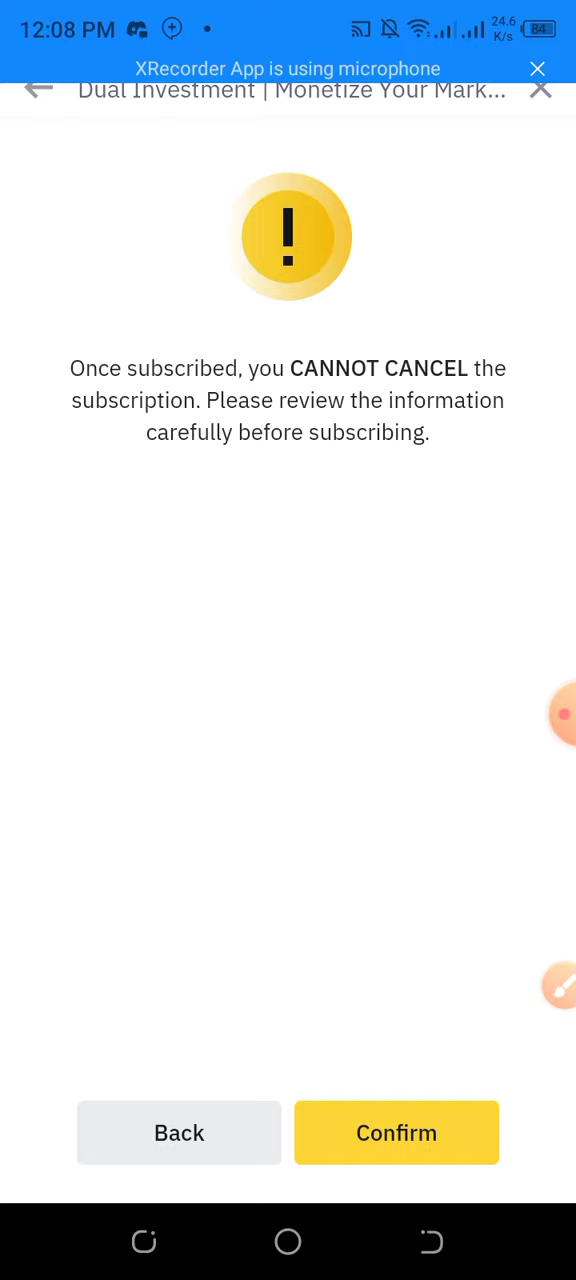 12:08 PM
24.6
K/s
84
XRecorder App is using microphone
Dual Investment | Monetize Your Mark...
Once subscribed, you CANNOT CANCEL the
subscription. Please review the information
carefully before subscribing.
Back
Confirm